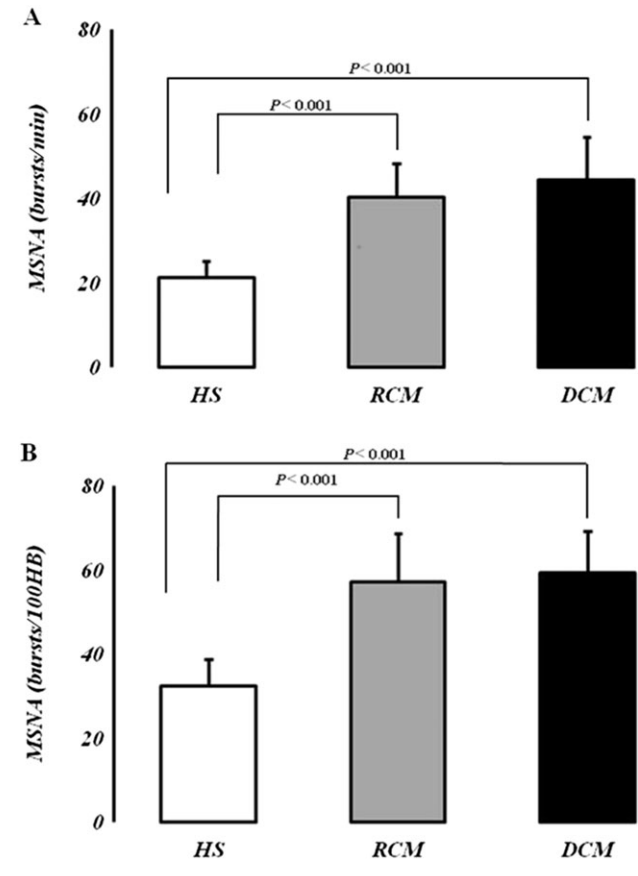 A
80
P< 0.001
P< 0.001
60
40
20
0
MSNA (bursts/min)
HS RCM DCM
B
P< 0.001
P< 0.001
80
60
40
20
0
MSNA (bursts/100HB)
HS RCM DCM